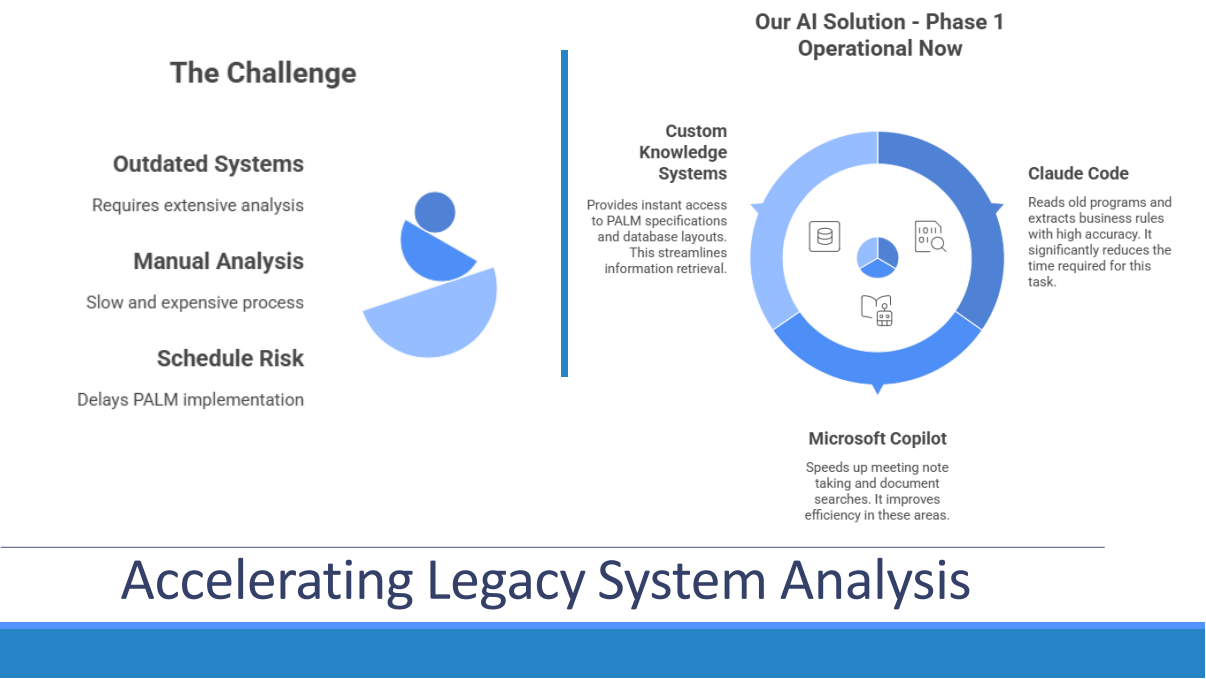 The Challenge
Outdated Systems
Requires extensive analysis
Manual Analysis
Slow and expensive process
Schedule Risk
Delays PALM implementation
Our AI Solution - Phase 1
Operational Now
Custom
Knowledge
Systems
Provides instant access
to PALM specifications
and database layouts.
This streamlines
information retrieval.
Claude Code
Reads old programs and
extracts business rules
with high accuracy. It
significantly reduces the
time required for this
task.
Microsoft Copilot
Speeds up meeting note
taking and document
searches. It improves
efficiency in these areas.
Accelerating Legacy System Analysis